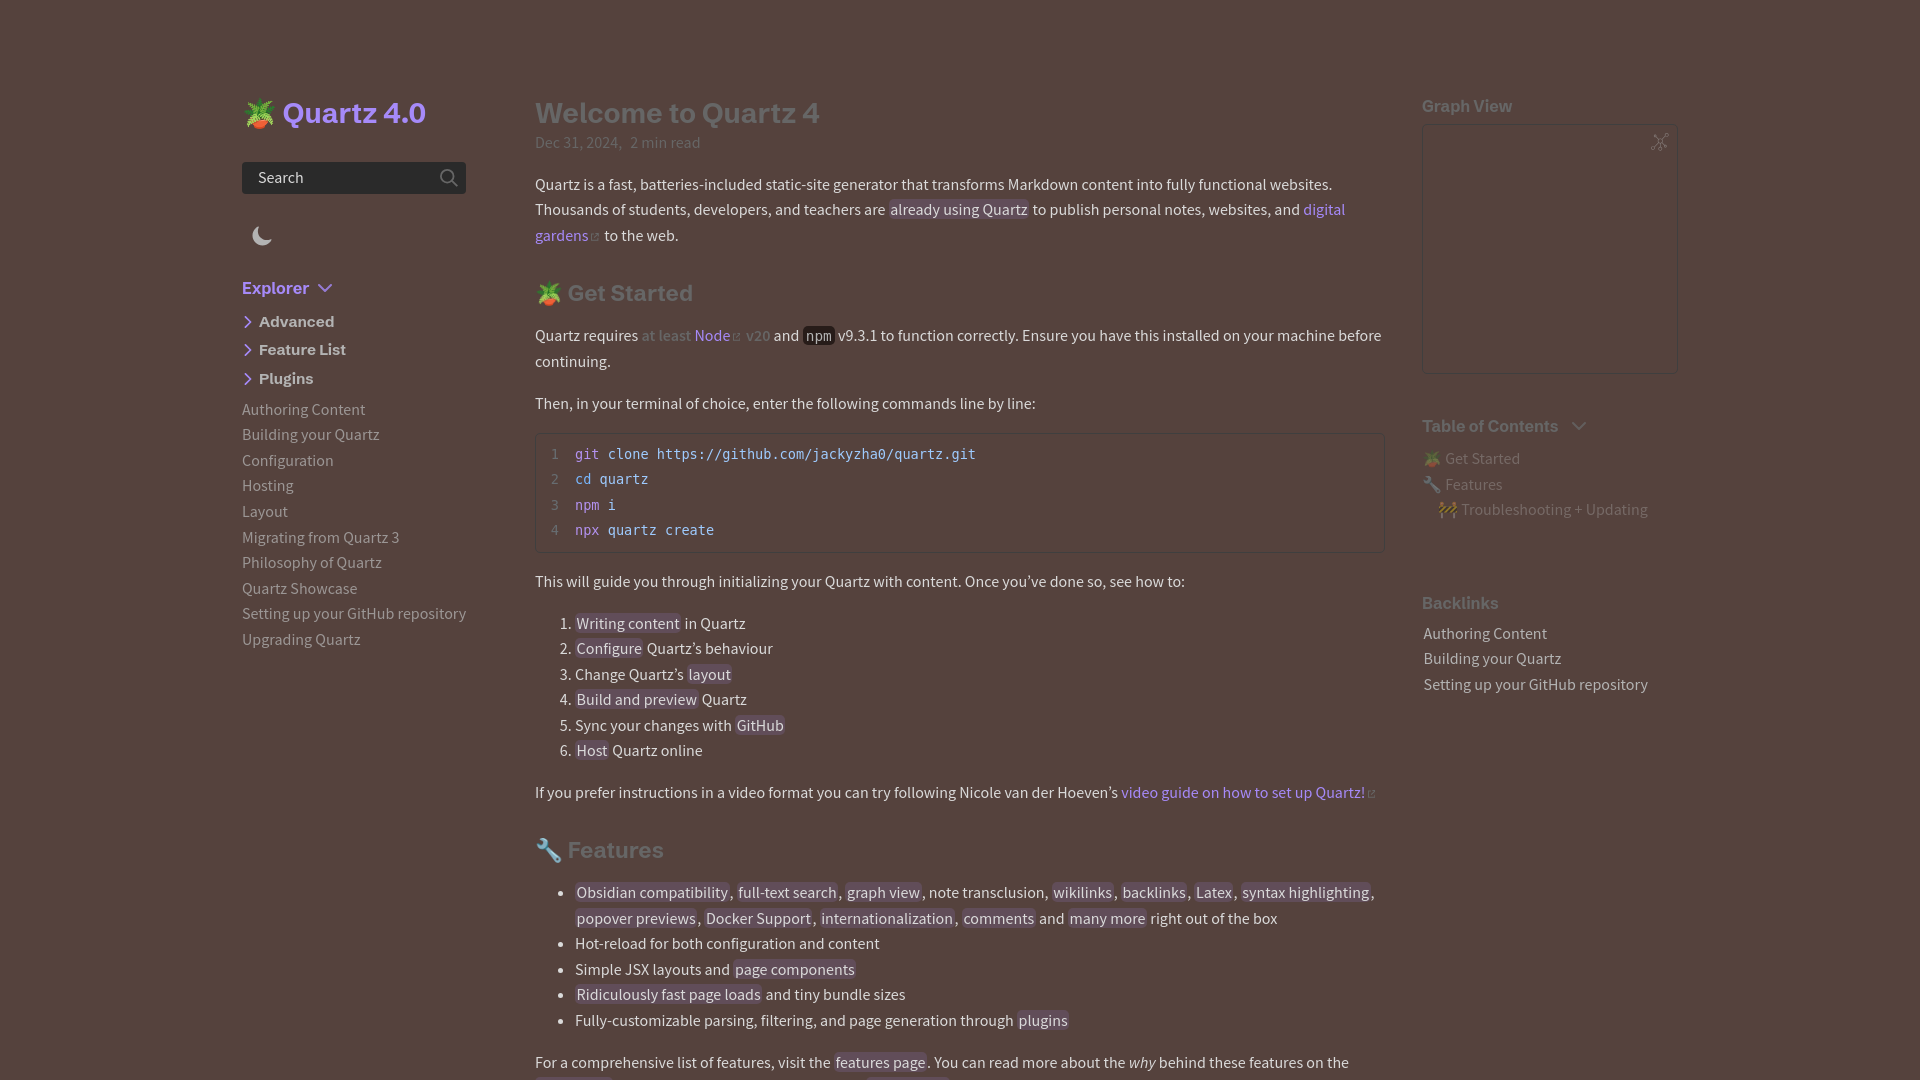 Quartz 4.0
Search
Explorer
Advanced
Feature List
Plugins
Authoring Content
Building your Quartz
Configuration
Hosting
Layout
Migrating from Quartz 3
Philosophy of Quartz
Quartz Showcase
Setting up your GitHub repository
Upgrading Quartz
Welcome to Quartz 4
Dec 31, 2024, 2 min read
Quartz is a fast, batteries-included static-site generator that transforms Markdown content into fully functional websites.
Thousands of students, developers, and teachers are already using Quartz to publish personal notes, websites, and digital
gardens to the web.
🪴 Get Started
Quartz requires at least Node v20 and npm v9.3.1 to function correctly. Ensure you have this installed on your machine before
continuing.
Then, in your terminal of choice, enter the following commands line by line:
1 git clone https://github.com/jackyzha0/quartz.git
2 cd quartz
3 npm i
4 npx quartz create
This will guide you through initializing your Quartz with content. Once you’ve done so, see how to:
1. Writing content in Quartz
2. Configure Quartz’s behaviour
3. Change Quartz’s layout
4. Build and preview Quartz
5. Sync your changes with GitHub
6. Host Quartz online
If you prefer instructions in a video format you can try following Nicole van der Hoeven’s video guide on how to set up Quartz!
🔧 Features
• Obsidian compatibility, full-text search, graph view, note transclusion, wikilinks, backlinks, Latex, syntax highlighting,
popover previews, Docker Support, internationalization, comments and many more right out of the box
• Hot-reload for both configuration and content
• Simple JSX layouts and page components
• Ridiculously fast page loads and tiny bundle sizes
• Fully-customizable parsing, filtering, and page generation through plugins
For a comprehensive list of features, visit the features page. You can read more about the why behind these features on the
Graph View
Table of Contents
🪴 Get Started
🔧 Features
🚧 Troubleshooting + Updating
Backlinks
Authoring Content
Building your Quartz
Setting up your GitHub repository